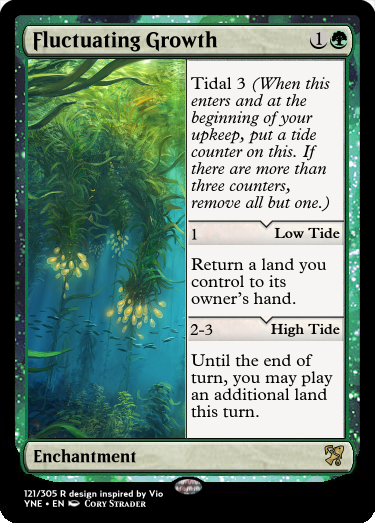 Fluctuating Growth 1
Tidal 3 (When this
enters and at the
beginning of your
upkeep, put a tide
counter on this. If
there are more than
three counters,
remove all but one.)
1 Low Tide
Return a land you
control to its
owner's hand.
2-3 High Tide
Until the end of
turn, you may play
an additional land
this turn.
Enchantment
121/305 R design inspired by Vio
YNE • EN Cory Strader